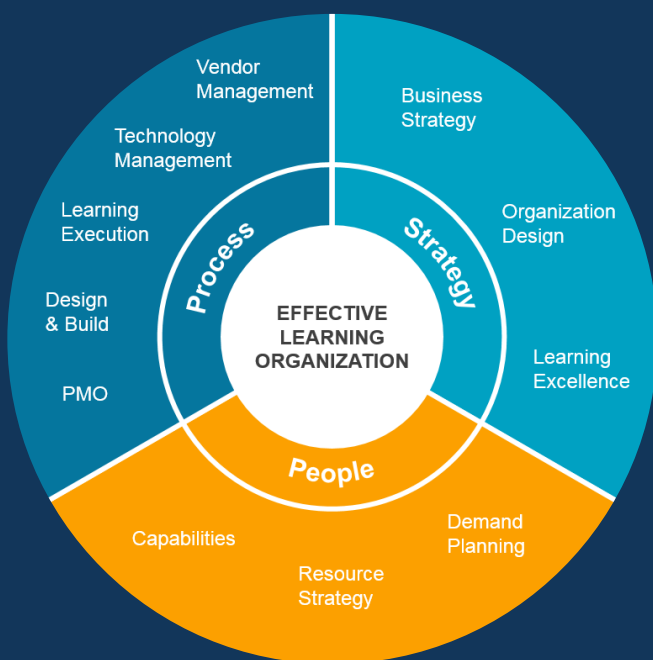 Vendor
Management
Technology
Management
Learning
Execution
Design
& Build
PMO
Process
Business
Strategy
Organization
Design
Learning
Excellence
Strategy
EFFECTIVE
LEARNING
ORGANIZATION
People
Capabilities
Resource
Strategy
Demand
Planning